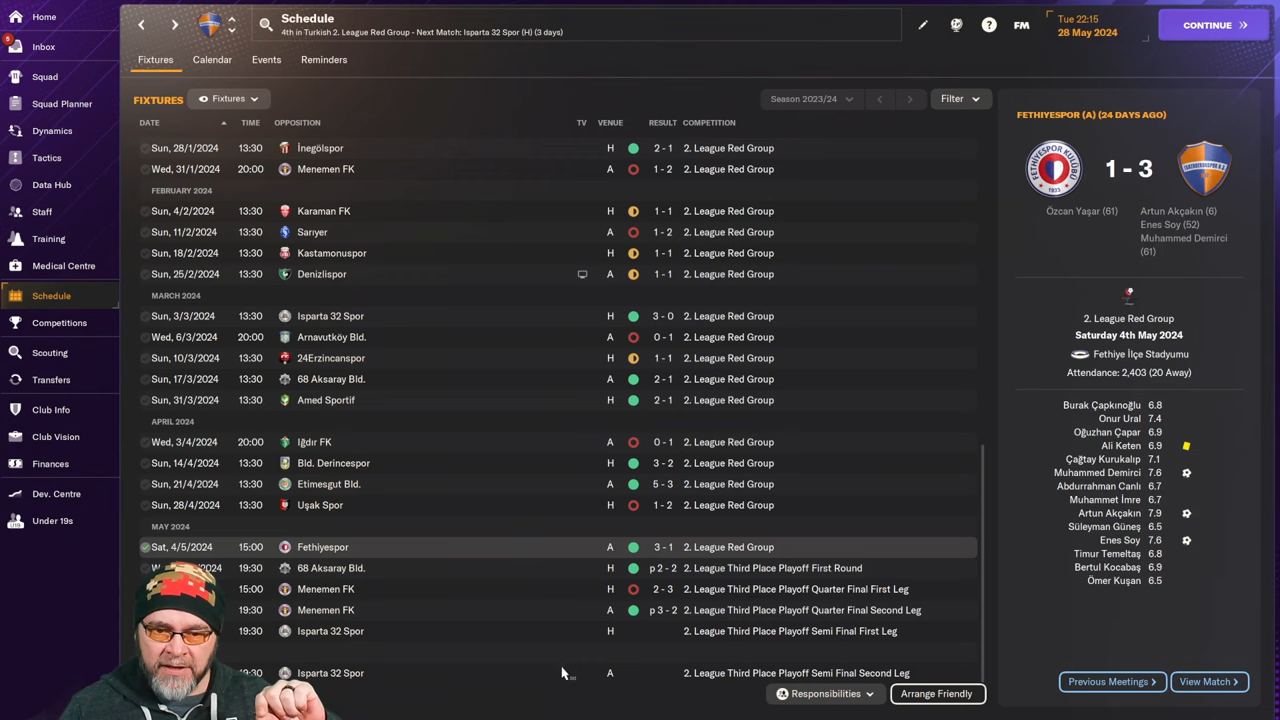 Home
5
Inbox
Squad
Squad Planner
Dynamics
Tactics
Data Hub
Staff
Training
Medical Centre
Schedule
Competitions
Scouting
Transfers
Club Info
Club Vision
Finances
Dev. Centre
U19
Under 19s
Schedule
4th in Turkish 2. League Red Group - Next Match: Isparta 32 Spor (H) (3 days)
?
FM
Tue 22:15
28 May 2024
CONTINUE
Fixtures
Calendar
Events
Reminders
FIXTURES
Fixtures
Season 2023/24
Filter
DATE TIME OPPOSITION TV VENUE RESULT COMPETITION
Sun, 28/1/2024 13:30 İnegölspor H 2 - 1 2. League Red Group
Wed, 31/1/2024 20:00 Menemen FK A 1 - 2 2. League Red Group
FEBRUARY 2024
Sun, 4/2/2024 13:30 Karaman FK H 1 - 1 2. League Red Group
Sun, 11/2/2024 13:30 Sarıyer A 1 - 2 2. League Red Group
Sun, 18/2/2024 13:30 Kastamonuspor H 1 - 1 2. League Red Group
Sun, 25/2/2024 13:30 Denizlispor A 1 - 1 2. League Red Group
MARCH 2024
Sun, 3/3/2024 13:30 Isparta 32 Spor H 3 - 0 2. League Red Group
Wed, 6/3/2024 20:00 Arnavutköy Bld. A 0 - 1 2. League Red Group
Sun, 10/3/2024 13:30 24Erzincanspor H 1 - 1 2. League Red Group
Sun, 17/3/2024 13:30 68 Aksaray Bld. A 2 - 1 2. League Red Group
Sun, 31/3/2024 13:30 Amed Sportif H 2 - 1 2. League Red Group
APRIL 2024
Wed, 3/4/2024 20:00 Iğdır FK A 0 - 1 2. League Red Group
Sun, 14/4/2024 13:30 Bld. Derincespor H 3 - 2 2. League Red Group
Sun, 21/4/2024 13:30 Etimesgut Bld. A 5 - 3 2. League Red Group
Sun, 28/4/2024 13:30 Uşak Spor H 1 - 2 2. League Red Group
MAY 2024
Sat, 4/5/2024 15:00 Fethiyespor A 3 - 1 2. League Red Group
19:30 68 Aksaray Bld. H p 2 - 2 2. League Third Place Playoff First Round
15:00 Menemen FK H 2 - 3 2. League Third Place Playoff Quarter Final First Leg
19:30 Menemen FK A p 3 - 2 2. League Third Place Playoff Quarter Final Second Leg
19:30 Isparta 32 Spor H 2. League Third Place Playoff Semi Final First Leg
Isparta 32 Spor A 2. League Third Place Playoff Semi Final Second Leg
Responsibilities
Arrange Friendly
FETHIYESPOR (A) (24 DAYS AGO)
1 - 3
Özcan Yaşar (61)
Artun Akçakın (6)
Enes Soy (52)
Muhammed Demirci
(61)
2. League Red Group
Saturday 4th May 2024
Fethiye İlçe Stadyumu
Attendance: 2,403 (20 Away)
Burak Çapkınoğlu 6.8
Onur Ural 7.4
Oğuzhan Çapar 6.9
Ali Keten 6.9
Çağtay Kurukalıp 7.1
Muhammed Demirci 7.6
Abdurrahman Canlı 6.7
Muhammet İmre 6.7
Artun Akçakın 7.9
Süleyman Güneş 6.5
Enes Soy 7.6
Timur Temeltaş 6.8
Bertul Kocabaş 6.9
Ömer Kuşan 6.5
Previous Meetings
View Match